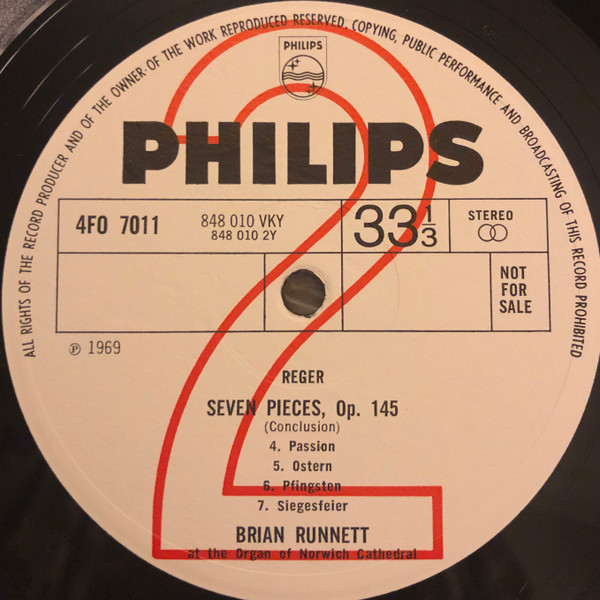 ALL RIGHTS OF THE RECORD PRODUCER AND OF THE OWNER OF THE WORK REPRODUCED RESERVED, COPYING, PUBLIC PERFORMANCE AND BROADCASTING OF THIS RECORD PROHIBITED
PHILIPS
PHILIPS
2
4FO 7011
848 010 VKY
848 010 2Y
33 1/3
STEREO
NOT
FOR
SALE
Ⓟ 1969
REGER
SEVEN PIECES, Op. 145
(Conclusion)
4. Passion
5. Ostern
6. Pfingsten
7. Siegesfeier
BRIAN RUNNETT
at the Organ of Norwich Cathedral